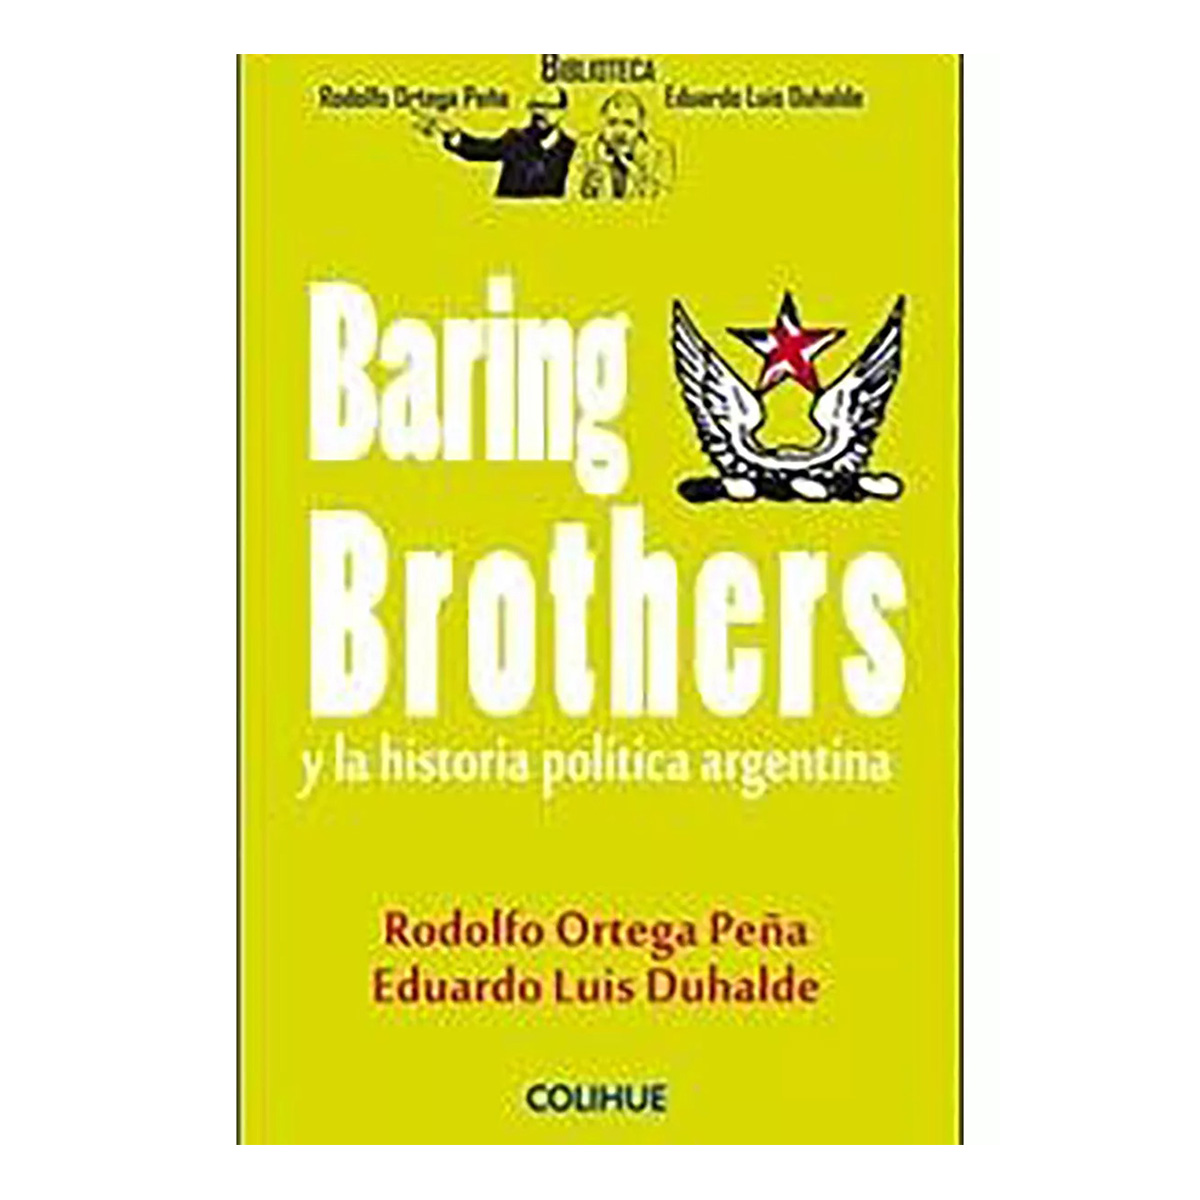 BIBLIOTECA
Rodolfo Ortega Peña Eduardo Luis Duhalde
Baring
Brothers
y la historia política argentina
Rodolfo Ortega Peña
Eduardo Luis Duhalde
COLIHUE